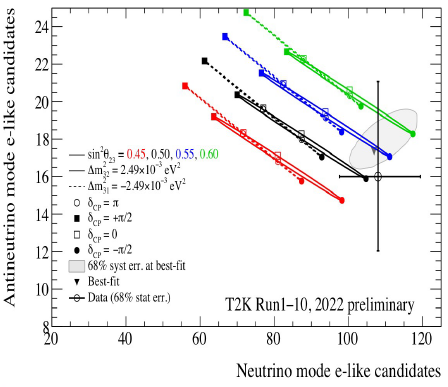 Antineutrino mode e-like candidates
24
22
20
18
16
14
12
10
8
8
20 40 60 80 100 120
Neutrino mode e-like candidates
sin²θ₂₃ = 0.45, 0.50, 0.55, 0.60
Δm²₃₂ = 2.49×10⁻³ eV²
Δm²₃₁ = −2.49×10⁻³ eV²
δCP = π
δCP = +π/2
δCP = 0
δCP = −π/2
68% syst err. at best-fit
Best-fit
Data (68% stat err.)
T2K Run1−10, 2022 preliminary